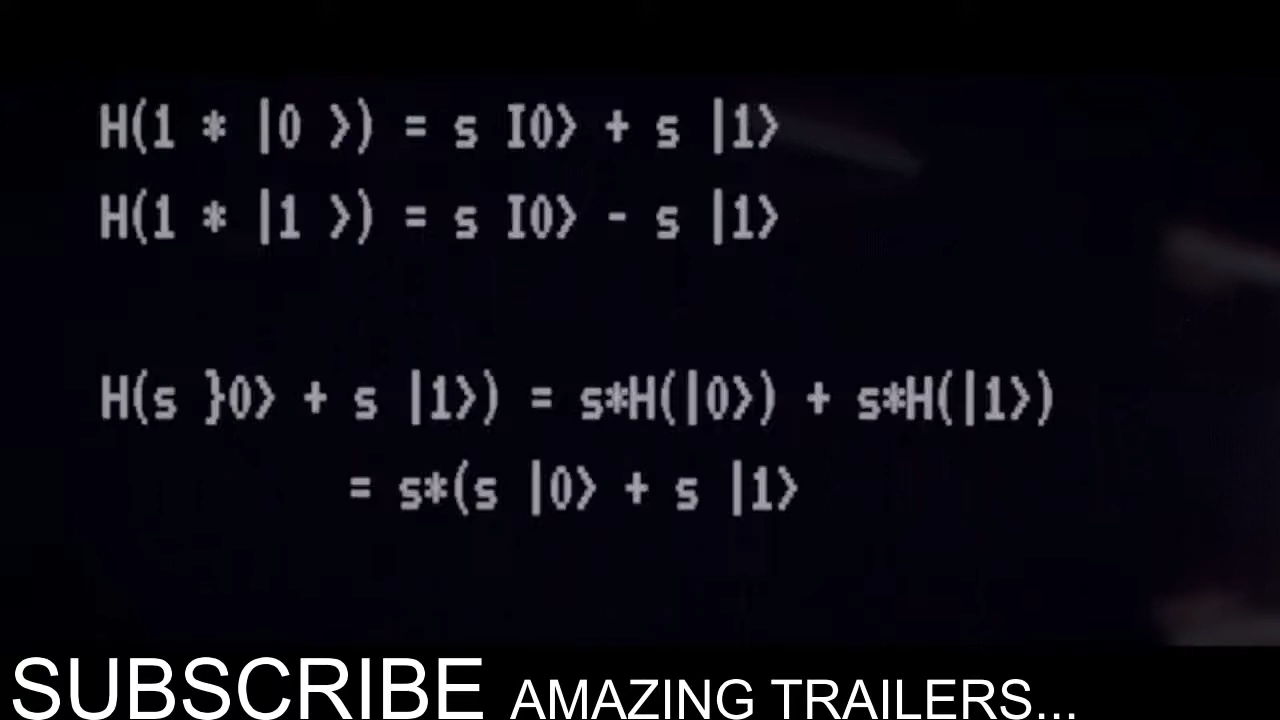 H(1 * |0 >) = s I0> + s |1>
H(1 * |1 >) = s I0> - s |1>
H(s }0> + s |1>) = s*H(|0>) + s*H(|1>)
= s*(s |0> + s |1>
SUBSCRIBE AMAZING TRAILERS...